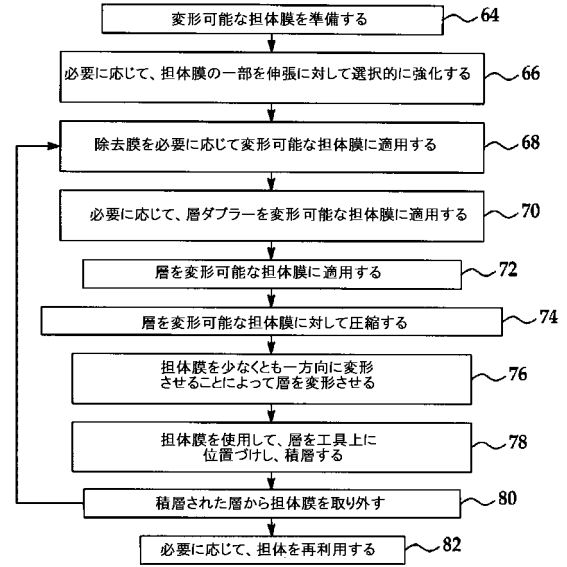 変形可能な担体膜を準備する
64
必要に応じて、担体膜の一部を伸張に対して選択的に強化する
66
除去膜を必要に応じて変形可能な担体膜に適用する
68
必要に応じて、層ダブラーを変形可能な担体膜に適用する
70
層を変形可能な担体膜に適用する
72
層を変形可能な担体膜に対して圧縮する
74
担体膜を少なくとも一方向に変形
させることによって層を変形させる
76
担体膜を使用して、層を工具上に
位置づけし、積層する
78
積層された層から担体膜を取り外す
80
必要に応じて、担体を再利用する
82